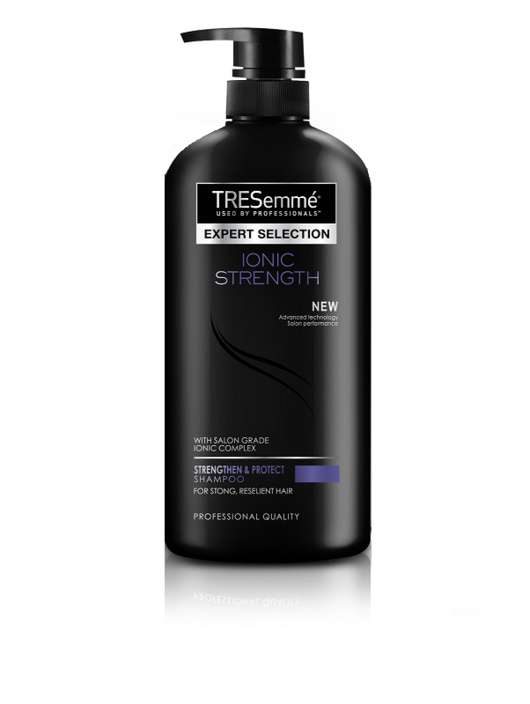 TRESemmé
USED BY PROFESSIONALS™
EXPERT SELECTION
IONIC
STRENGTH
NEW
Advanced technology
Salon performance
WITH SALON GRADE
IONIC COMPLEX
STRENGTHEN & PROTECT
SHAMPOO
FOR STONG, RESELIENT HAIR
PROFESSIONAL QUALITY